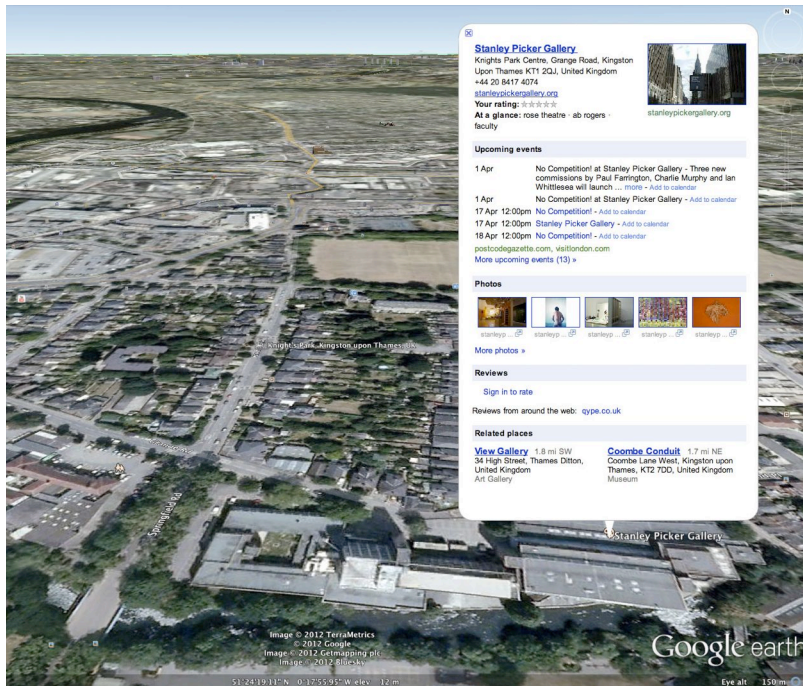 N
Stanley Picker Gallery
Knights Park Centre, Grange Road, Kingston
Upon Thames KT1 2QJ, United Kingdom
+44 20 8417 4074
stanleypickergallery.org
Your rating:
At a glance: rose theatre · ab rogers ·
faculty
stanleypickergallery.org
Upcoming events
1 Apr No Competition! at Stanley Picker Gallery - Three new
commissions by Paul Farrington, Charlie Murphy and Ian
Whittlesea will launch ... more - Add to calendar
1 Apr No Competition! at Stanley Picker Gallery - Add to calendar
17 Apr 12:00pm No Competition! - Add to calendar
17 Apr 12:00pm Stanley Picker Gallery - Add to calendar
18 Apr 12:00pm No Competition! - Add to calendar
postcodegazette.com, visitlondon.com
More upcoming events (13) »
Photos
stanleyp ... stanleyp ... stanleyp ... stanleyp ... stanleyp ...
More photos »
Reviews
Sign in to rate
Reviews from around the web: qype.co.uk
Related places
View Gallery 1.8 mi SW
34 High Street, Thames Ditton,
United Kingdom
Art Gallery
Coombe Conduit 1.7 mi NE
Coombe Lane West, Kingston upon
Thames, KT2 7DD, United Kingdom
Museum
Knight's Park, Kingston upon Thames, UK
Springfield Rd
Stanley Picker Gallery
Image © 2012 TerraMetrics
© 2012 Google
Image © 2012 Getmapping plc
Image © 2012 Bluesky
Google earth
51°24'19.11" N 0°17'55.95" W elev 12 m
Eye alt 150 m